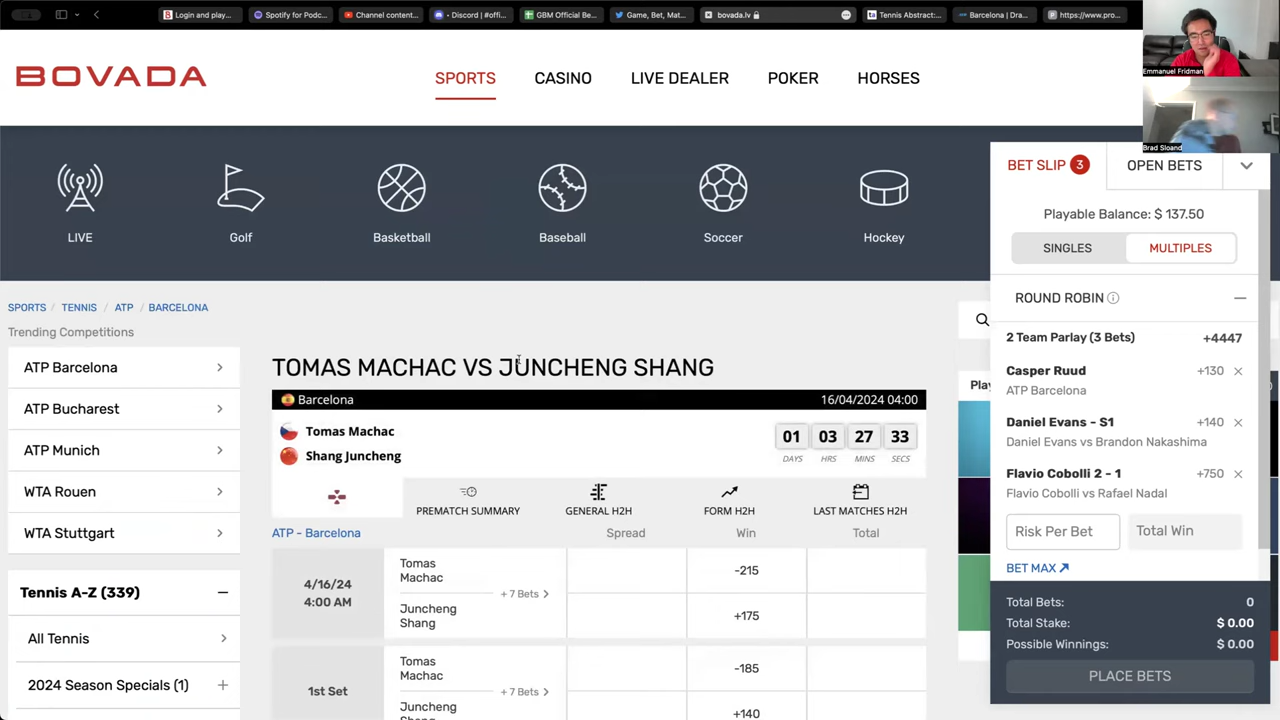 Login and play...
Spotify for Podc...
Channel content...
Discord | #offi...
GBM Official Be...
Game, Bet, Mat...
bovada.lv
Tennis Abstract:...
Barcelona | Dra...
https://www.pro...
BOVADA
SPORTS
CASINO
LIVE DEALER
POKER
HORSES
Emmanuel Fridman
Brad Sloand
LIVE
Golf
Basketball
Baseball
Soccer
Hockey
BET SLIP 3
OPEN BETS
Playable Balance: $ 137.50
SINGLES
MULTIPLES
ROUND ROBIN
2 Team Parlay (3 Bets) +4447
Casper Ruud +130
ATP Barcelona
Daniel Evans - S1 +140
Daniel Evans vs Brandon Nakashima
Flavio Cobolli 2 - 1 +750
Flavio Cobolli vs Rafael Nadal
Risk Per Bet
Total Win
BET MAX
Total Bets: 0
Total Stake: $ 0.00
Possible Winnings: $ 0.00
PLACE BETS
SPORTS / TENNIS / ATP / BARCELONA
Trending Competitions
ATP Barcelona
ATP Bucharest
ATP Munich
WTA Rouen
WTA Stuttgart
Tennis A-Z (339)
All Tennis
2024 Season Specials (1)
TOMAS MACHAC VS JUNCHENG SHANG
Barcelona 16/04/2024 04:00
Tomas Machac
Shang Juncheng
01 03 27 33
DAYS HRS MINS SECS
PREMATCH SUMMARY
GENERAL H2H
FORM H2H
LAST MATCHES H2H
ATP - Barcelona Spread Win Total
4/16/24
4:00 AM
Tomas
Machac
-215
+ 7 Bets
Juncheng
Shang
+175
1st Set
Tomas
Machac
-185
+ 7 Bets
Juncheng
Shang
+140
Play